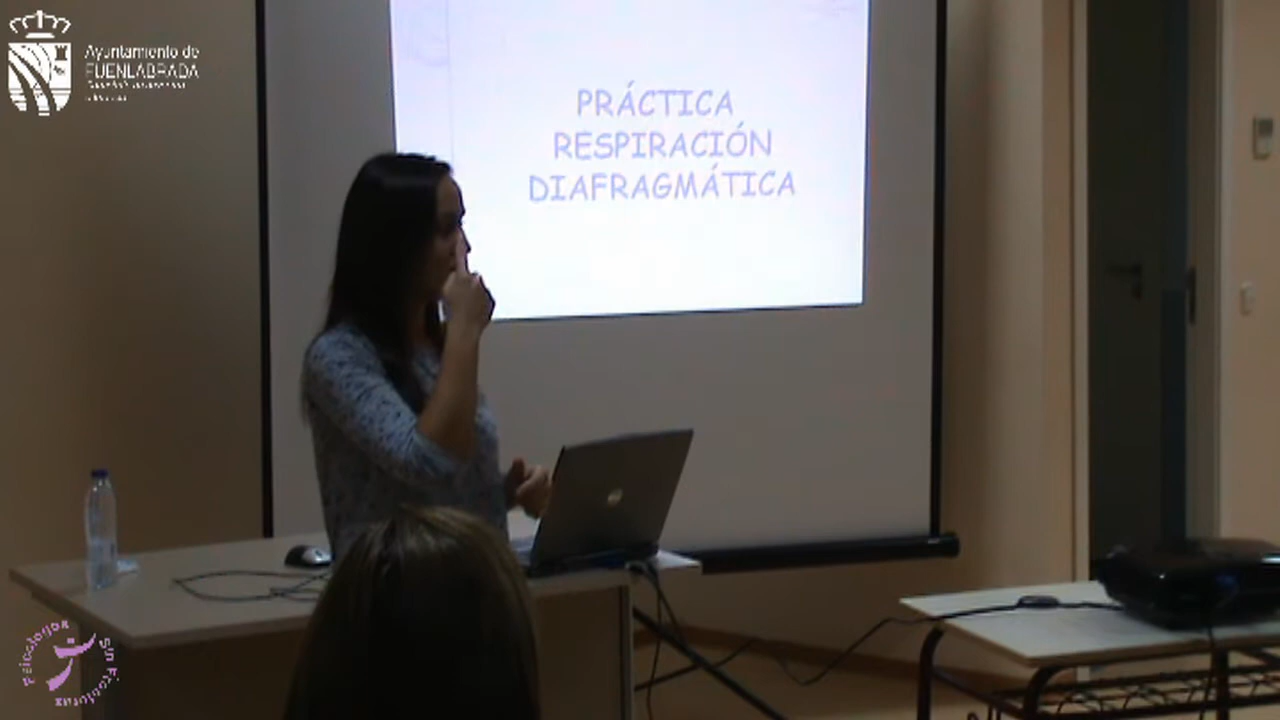 Ayuntamiento de
FUENLABRADA
PRÁCTICA
RESPIRACIÓN
DIAFRAGMÁTICA
Psicólogos Sin Fronteras